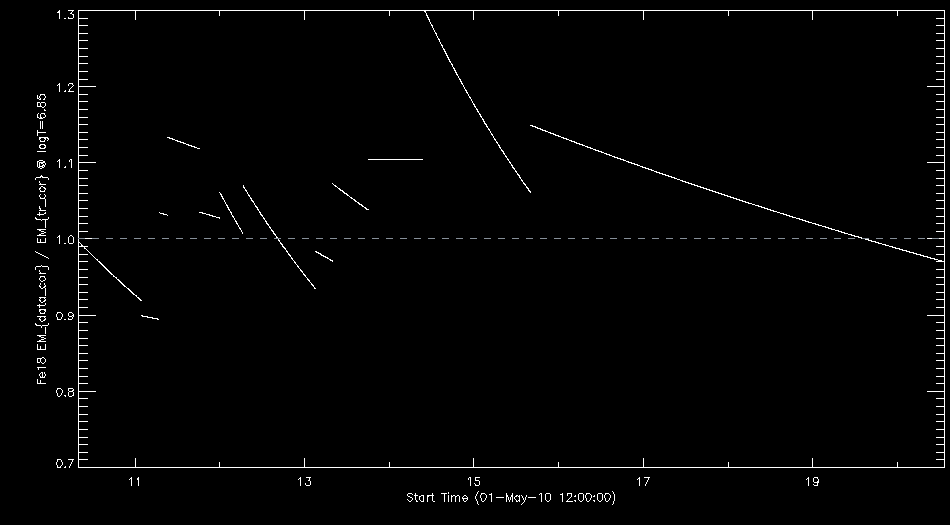 1.3
1.2
1.1
1.0
0.9
0.8
0.7
Fe18 EM_{data_cor} / EM_{tr_cor} @ logT=6.85
11 13 15 17 19
Start Time (01-May-10 12:00:00)